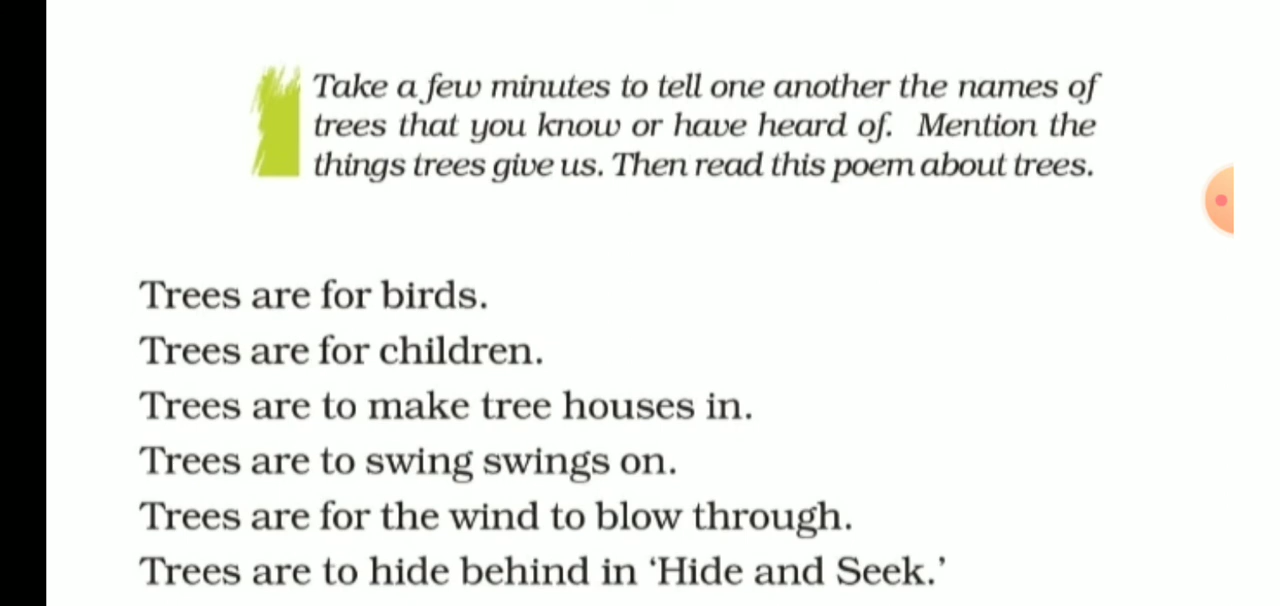 Take a few minutes to tell one another the names of
trees that you know or have heard of. Mention the
things trees give us. Then read this poem about trees.
Trees are for birds.
Trees are for children.
Trees are to make tree houses in.
Trees are to swing swings on.
Trees are for the wind to blow through.
Trees are to hide behind in ‘Hide and Seek.’